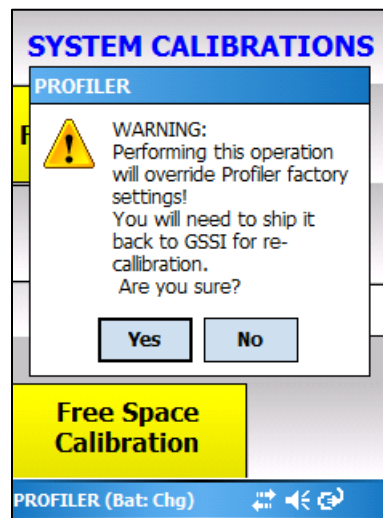 SYSTEM CALIBRATIONS
PROFILER
F
WARNING:
Performing this operation
will override Profiler factory
settings!
You will need to ship it
back to GSSI for re-
callibration.
Are you sure?
Yes No
Free Space
Calibration
PROFILER (Bat: Chg)